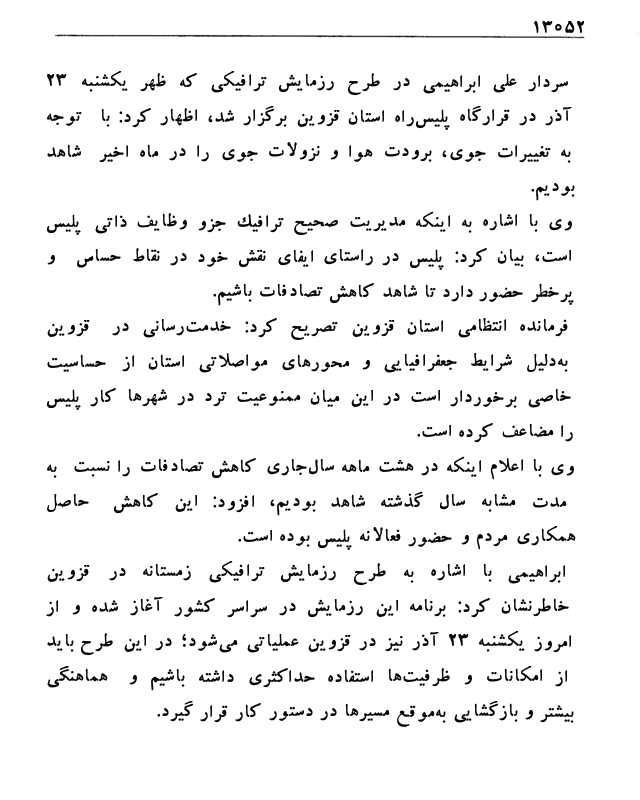 ۱۳۰۵۲
سردار علی ابراهیمی در طرح رزمایش ترافیکی که ظهر یکشنبه ۲۳
آذر در قرارگاه پلیس‌راه استان قزوین برگزار شد، اظهار کرد: با توجه
به تغییرات جوی، برودت هوا و نزولات جوی را در ماه اخیر شاهد
بودیم.
وی با اشاره به اینکه مدیریت صحیح ترافیك جزو وظایف ذاتی پلیس
است، بیان کرد: پلیس در راستای ایفای نقش خود در نقاط حساس و
پرخطر حضور دارد تا شاهد کاهش تصادفات باشیم.
فرمانده انتظامی استان قزوین تصریح کرد: خدمت‌رسانی در قزوین
به‌دلیل شرایط جعفرافیایی و محورهای مواصلاتی استان از حساسیت
خاصی برخوردار است در این میان ممنوعیت ترد در شهرها کار پلیس
را مضاعف کرده است.
وی با اعلام اینکه در هشت ماهه سال‌جاری کاهش تصادفات را نسبت به
مدت مشابه سال گذشته شاهد بودیم، افزود: این کاهش حاصل
همکاری مردم و حضور فعالانه پلیس بوده است.
ابراهیمی با اشاره به طرح رزمایش ترافیکی زمستانه در قزوین
خاطرنشان کرد: برنامه این رزمایش در سراسر کشور آغاز شده و از
امروز یکشنبه ۲۳ آذر نیز در قزوین عملیاتی می‌شود؛ در این طرح باید
از امکانات و ظرفیت‌ها استفاده حداکثری داشته باشیم و هماهنگی
بیشتر و بازگشایی به‌موقع مسیرها در دستور کار قرار گیرد.